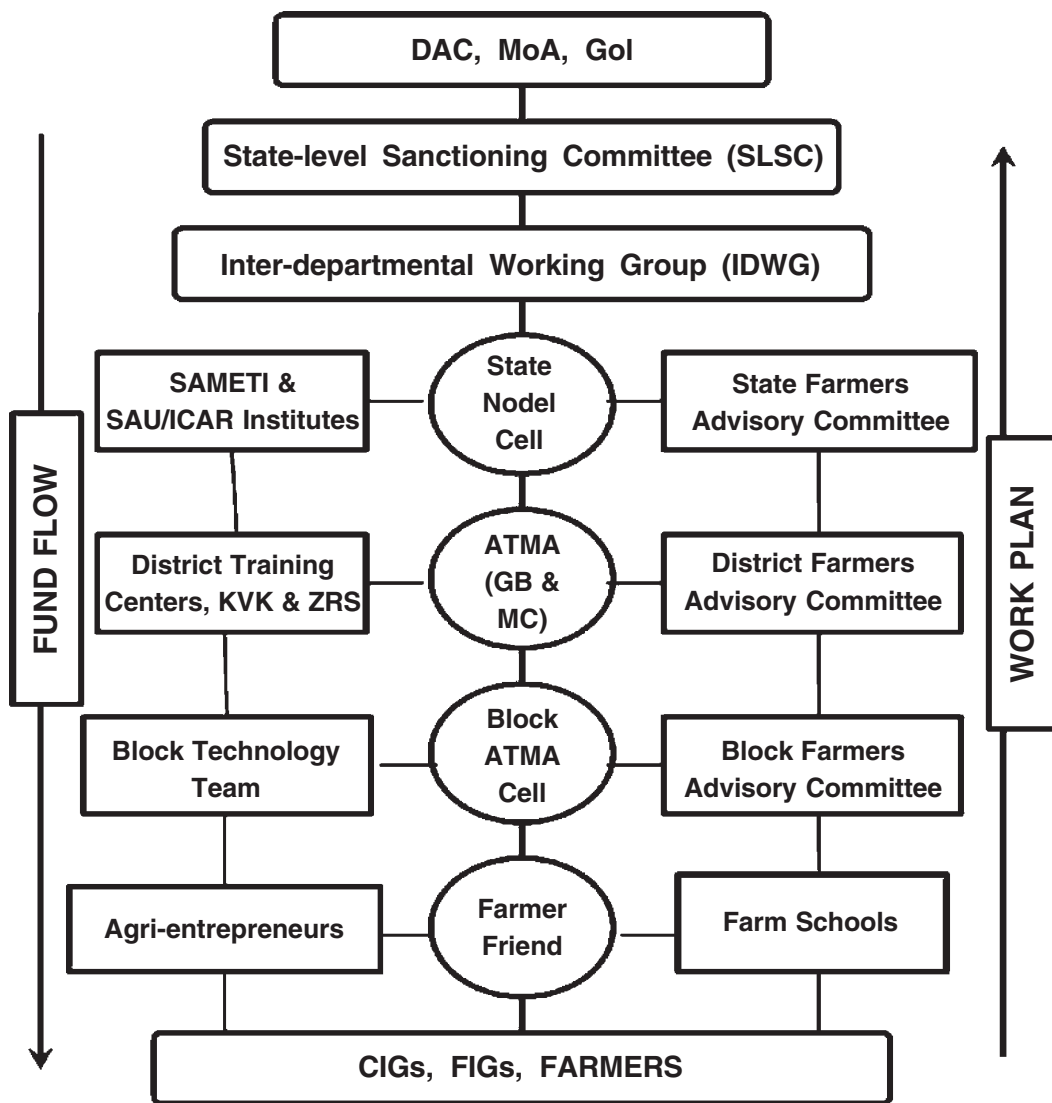 DAC, MoA, GoI
State-level Sanctioning Committee (SLSC)
Inter-departmental Working Group (IDWG)
SAMETI &
SAU/ICAR Institutes
State
Nodel
Cell
State Farmers
Advisory Committee
FUND FLOW
WORK PLAN
District Training
Centers, KVK & ZRS
ATMA
(GB &
MC)
District Farmers
Advisory Committee
Block Technology
Team
Block
ATMA
Cell
Block Farmers
Advisory Committee
Agri-entrepreneurs
Farmer
Friend
Farm Schools
CIGs, FIGs, FARMERS